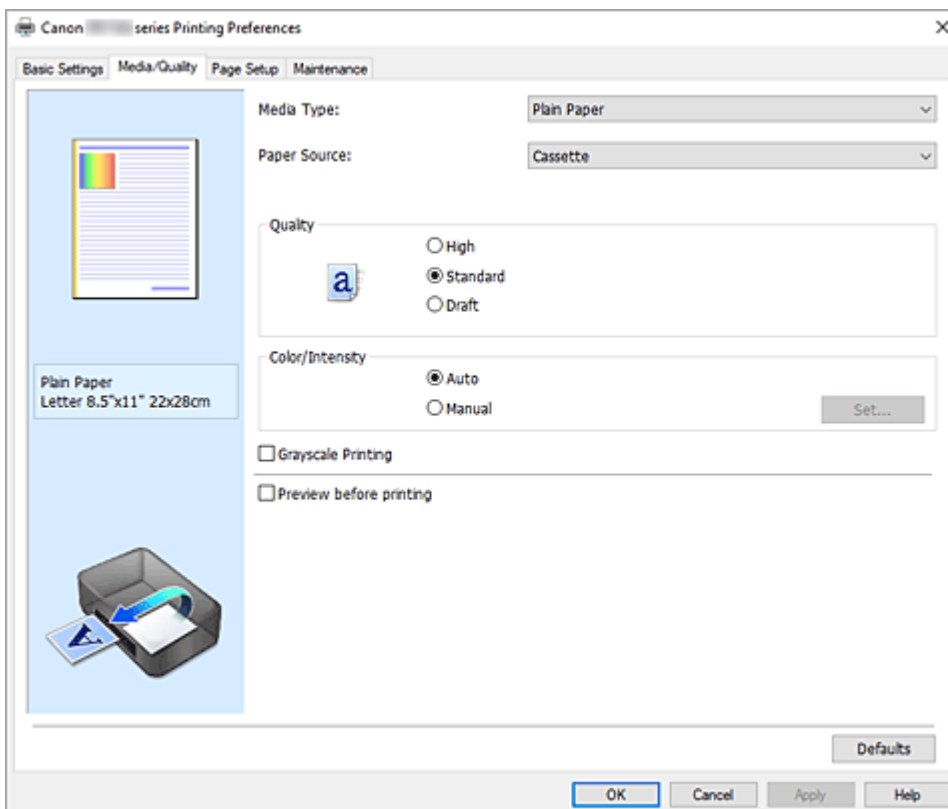 Canon series Printing Preferences
Basic Settings Media/Quality Page Setup Maintenance
Media Type: Plain Paper
Paper Source: Cassette
Quality
High
a Standard
Draft
Color/Intensity
Auto
Manual Set...
Plain Paper
Letter 8.5"x11" 22x28cm
Grayscale Printing
Preview before printing
A
Defaults
OK Cancel Apply Help